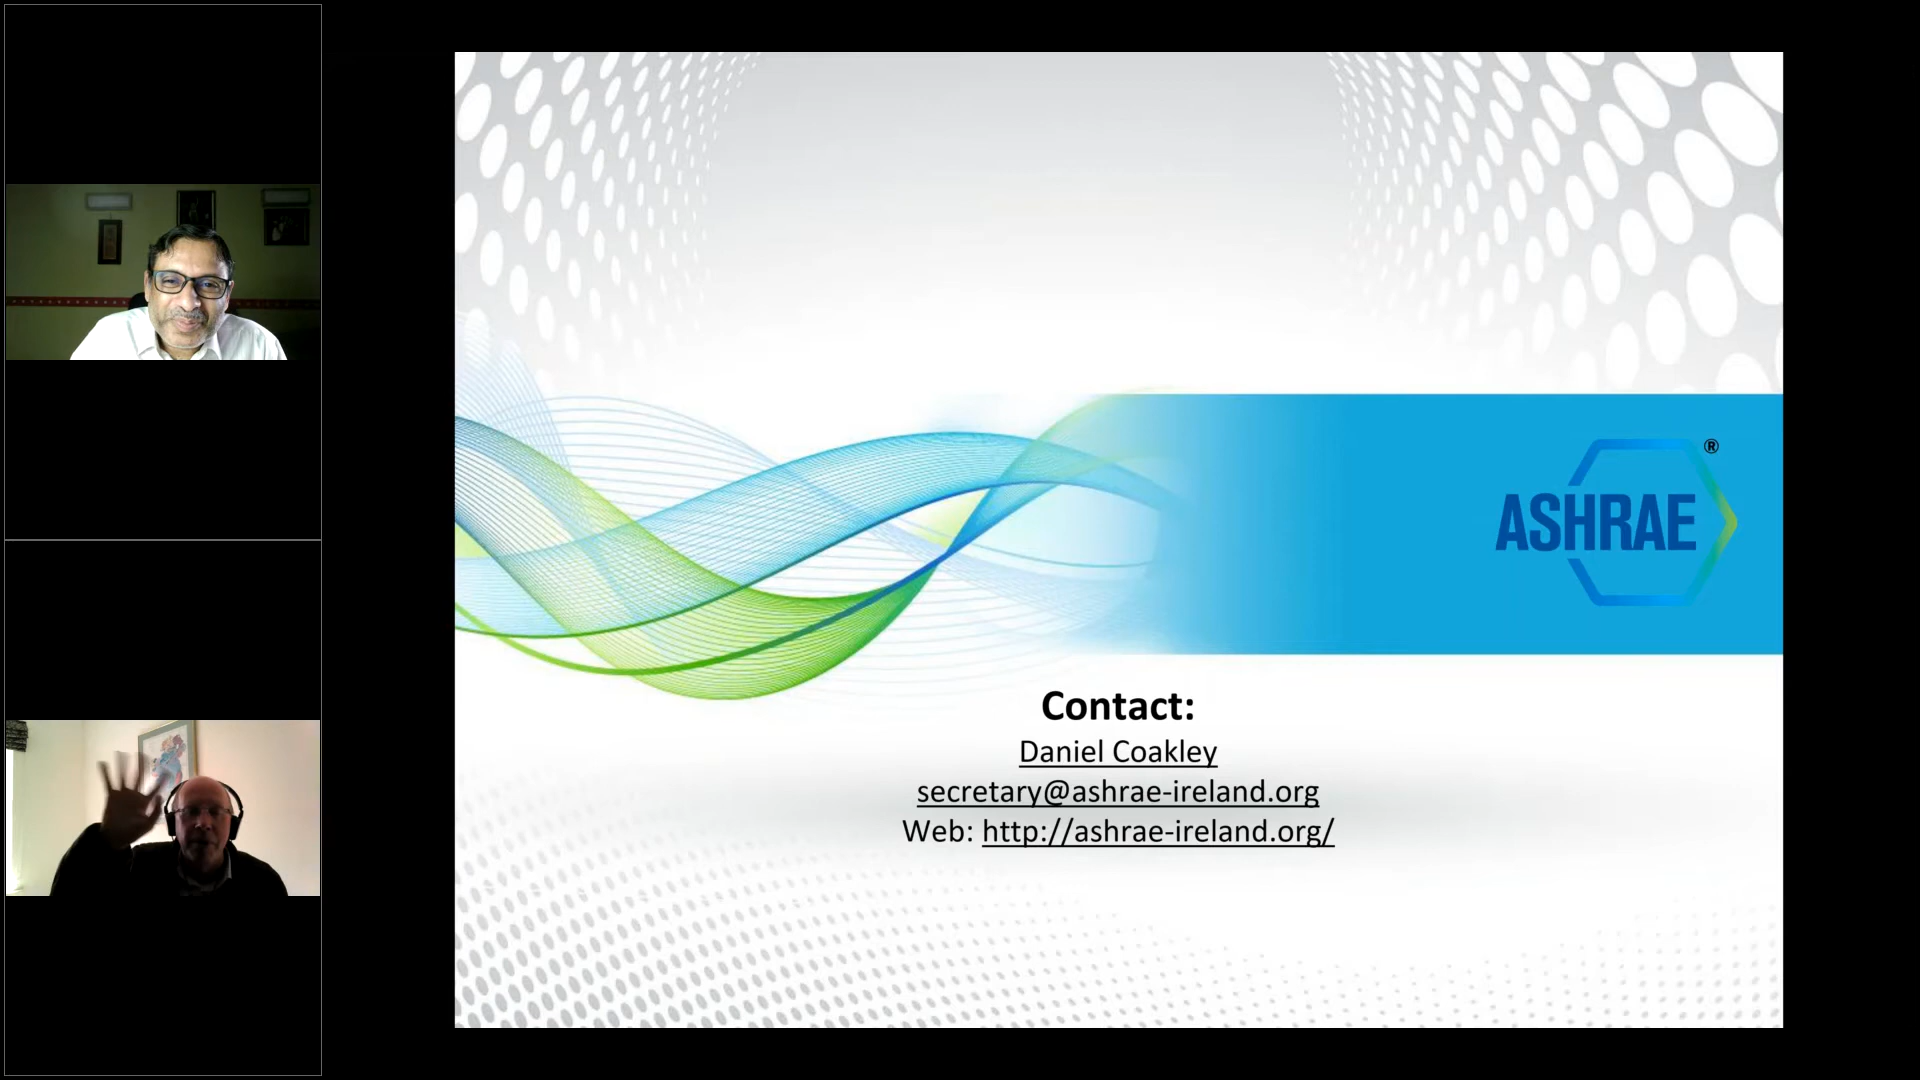 ASHRAE®
Contact:
Daniel Coakley
secretary@ashrae-ireland.org
Web: http://ashrae-ireland.org/